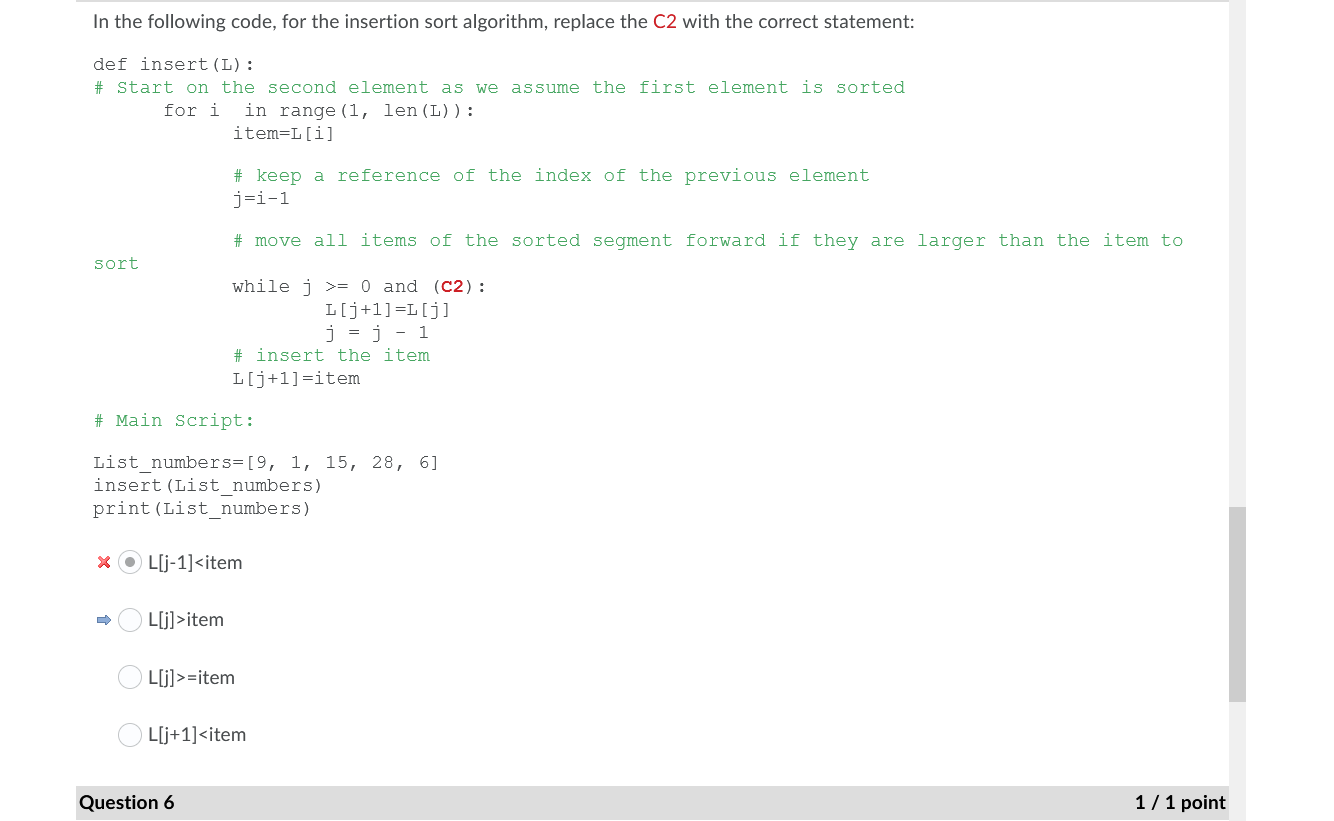 In the following code, for the insertion sort algorithm, replace the C2 with the correct statement:
def insert(L):
# Start on the second element as we assume the first element is sorted
for i  in range(1, len(L)):
item=L[i]
# keep a reference of the index of the previous element
j=i-1
# move all items of the sorted segment forward if they are larger than the item to
sort
while j >= 0 and (C2):
L[j+1]=L[j]
j = j - 1
# insert the item
L[j+1]=item
# Main Script:
List_numbers=[9, 1, 15, 28, 6]
insert(List_numbers)
print(List_numbers)
L[j-1]<item
L[j]>item
L[j]>=item
L[j+1]<item
Question 6 1 / 1 point